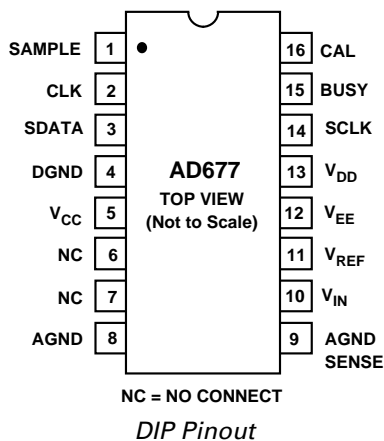 SAMPLE 1 16 CAL
CLK 2 15 BUSY
SDATA 3 14 SCLK
DGND 4 AD677 13 VDD
TOP VIEW
VCC 5 (Not to Scale) 12 VEE
NC 6 11 VREF
NC 7 10 VIN
AGND 8 9 AGND
SENSE
NC = NO CONNECT
DIP Pinout